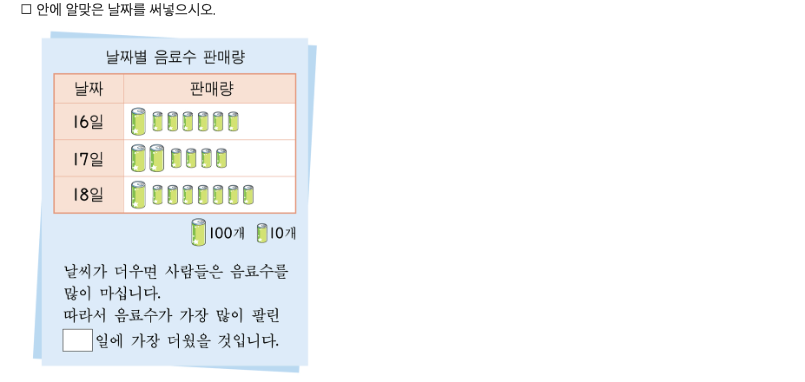 □ 안에 알맞은 날짜를 써넣으시오.
날짜별 음료수 판매량
날짜 판매량
16일
17일
18일
100개 10개
날씨가 더우면 사람들은 음료수를
많이 마십니다.
따라서 음료수가 가장 많이 팔린
□일에 가장 더웠을 것입니다.